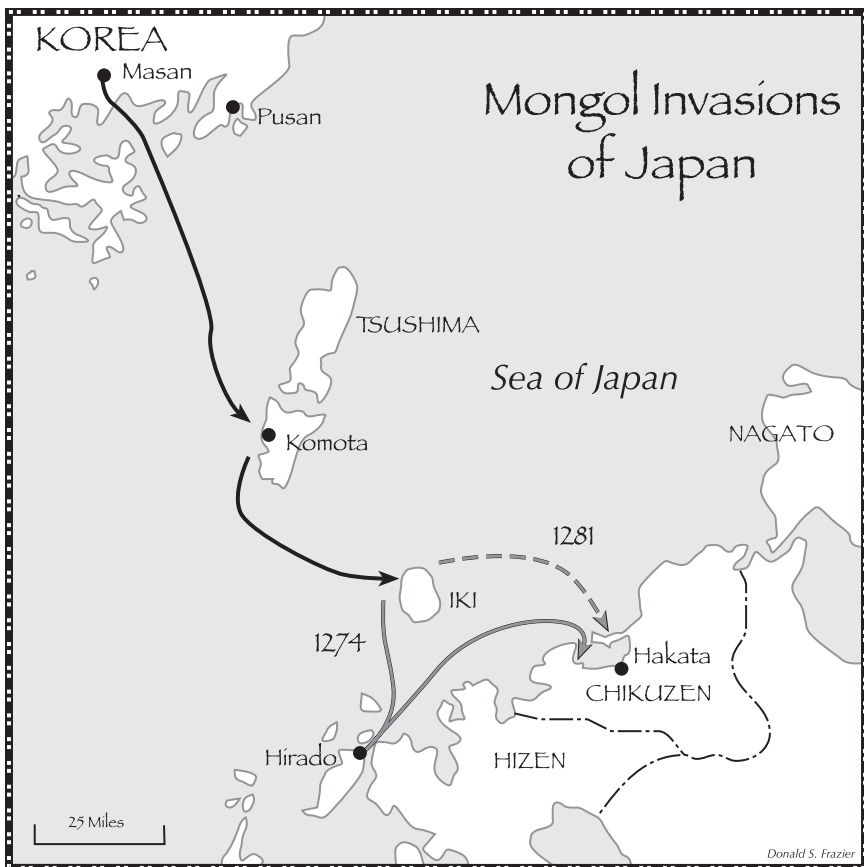 KOREA
Masan
Pusan
Mongol Invasions
of Japan
TSUSHIMA
Sea of Japan
NAGATO
Komota
1281
IKI
1274
Hakata
CHIKUZEN
Hirado
HIZEN
25 Miles
Donald S. Frazier